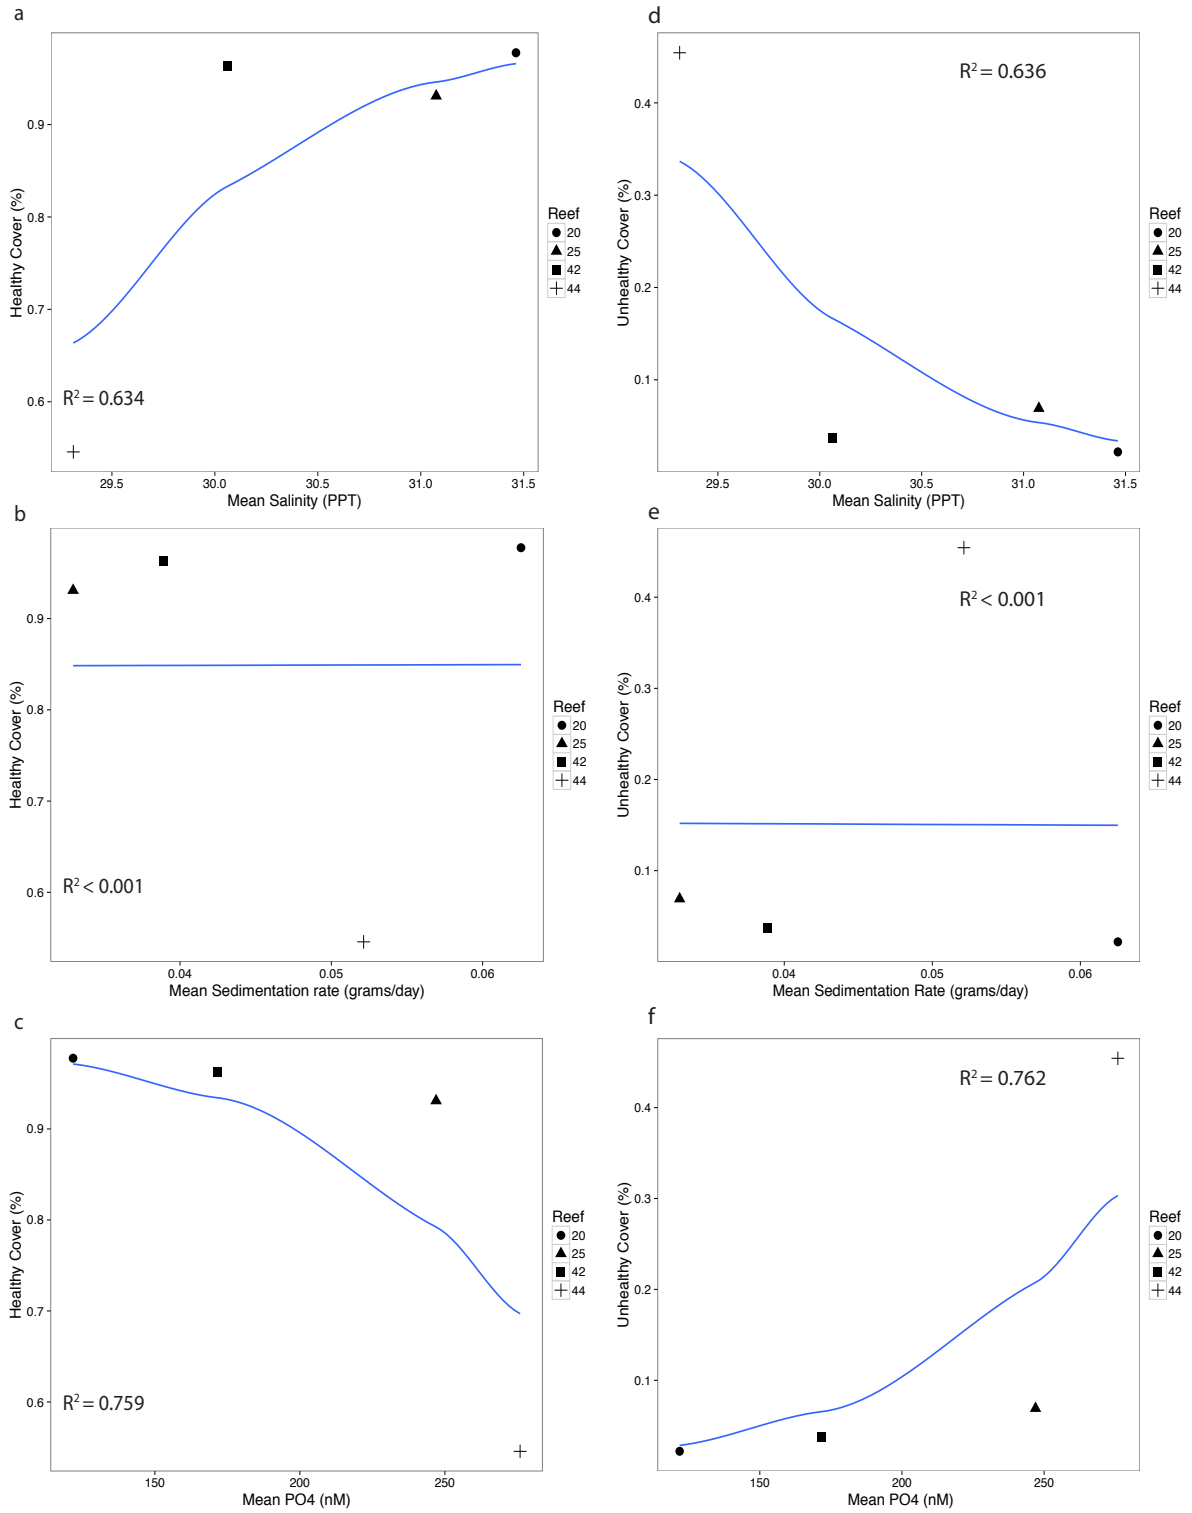 a
Healthy Cover (%)
0.9
0.8
0.7
0.6
R² = 0.634
29.5 30.0 30.5 31.0 31.5
Mean Salinity (PPT)
Reef
20
25
42
44
d
Unhealthy Cover (%)
0.4
0.3
0.2
0.1
R² = 0.636
29.5 30.0 30.5 31.0 31.5
Mean Salinity (PPT)
Reef
20
25
42
44
b
Healthy Cover (%)
0.9
0.8
0.7
0.6
R² < 0.001
0.04 0.05 0.06
Mean Sedimentation rate (grams/day)
Reef
20
25
42
44
e
Unhealthy Cover (%)
0.4
0.3
0.2
0.1
R² < 0.001
0.04 0.05 0.06
Mean Sedimentation Rate (grams/day)
Reef
20
25
42
44
c
Healthy Cover (%)
0.9
0.8
0.7
0.6
R² = 0.759
150 200 250
Mean PO4 (nM)
Reef
20
25
42
44
f
Unhealthy Cover (%)
0.4
0.3
0.2
0.1
R² = 0.762
150 200 250
Mean PO4 (nM)
Reef
20
25
42
44